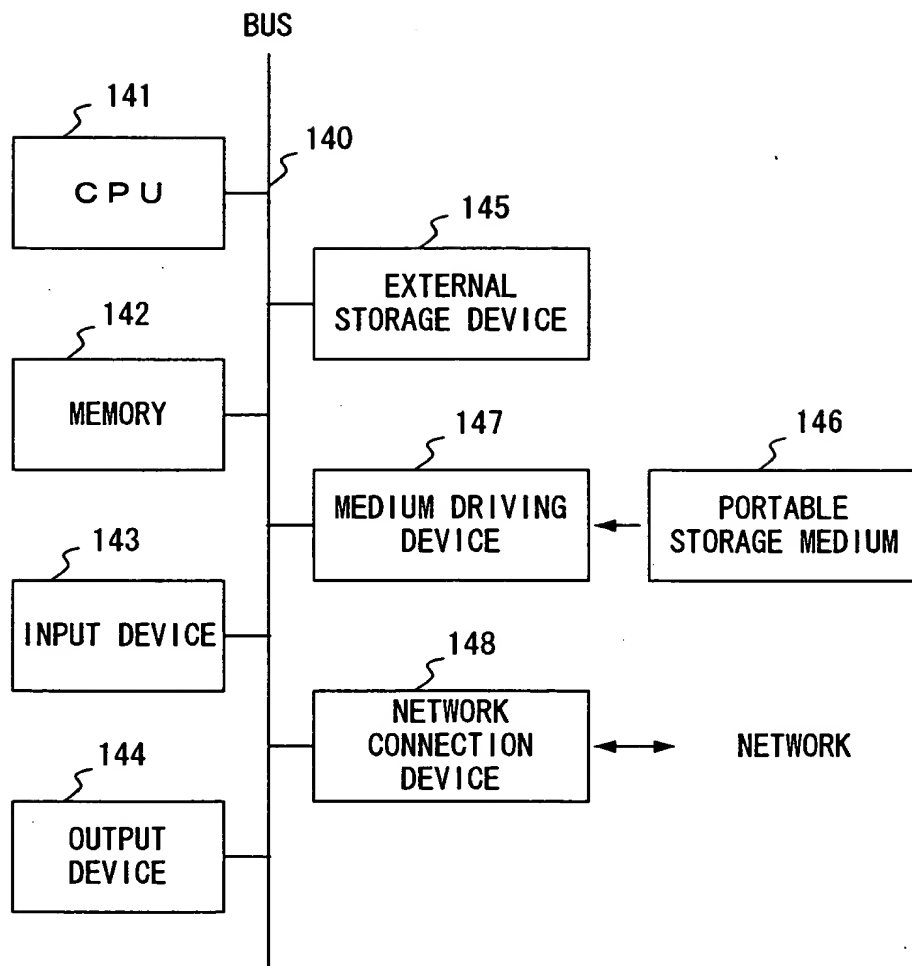 BUS
141
140
CPU
145
EXTERNAL
STORAGE DEVICE
142
MEMORY
147
146
MEDIUM DRIVING
DEVICE
PORTABLE
STORAGE MEDIUM
143
INPUT DEVICE
148
NETWORK
CONNECTION
DEVICE
NETWORK
144
OUTPUT
DEVICE